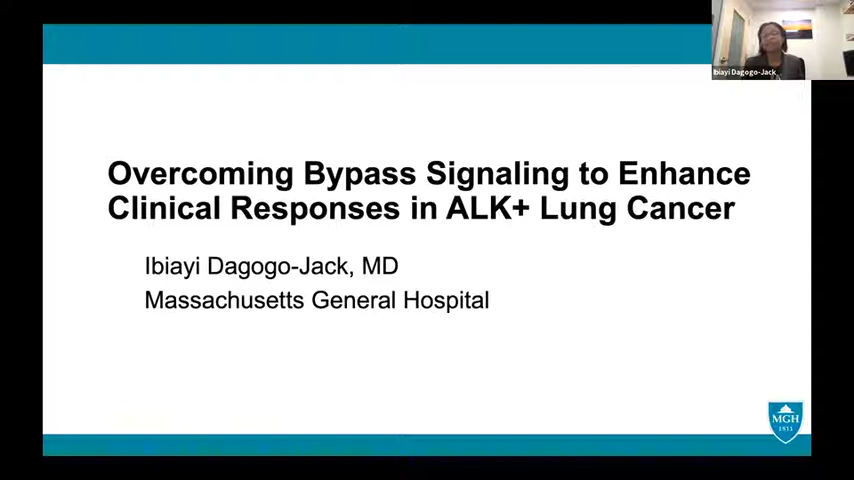 Ibiayi Dagogo-Jack
Overcoming Bypass Signaling to Enhance
Clinical Responses in ALK+ Lung Cancer
Ibiayi Dagogo-Jack, MD
Massachusetts General Hospital
MGH
1811